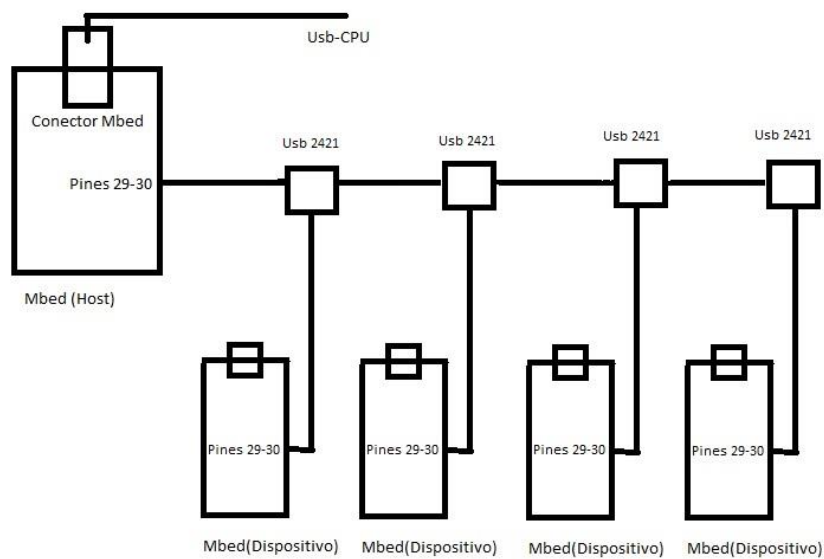 Usb-CPU
Conector Mbed
Usb 2421
Usb 2421
Usb 2421
Usb 2421
Pines 29-30
Mbed (Host)
Pines 29-30
Pines 29-30
Pines 29-30
Pines 29-30
Mbed(Dispositivo)
Mbed(Dispositivo)
Mbed(Dispositivo)
Mbed(Dispositivo)